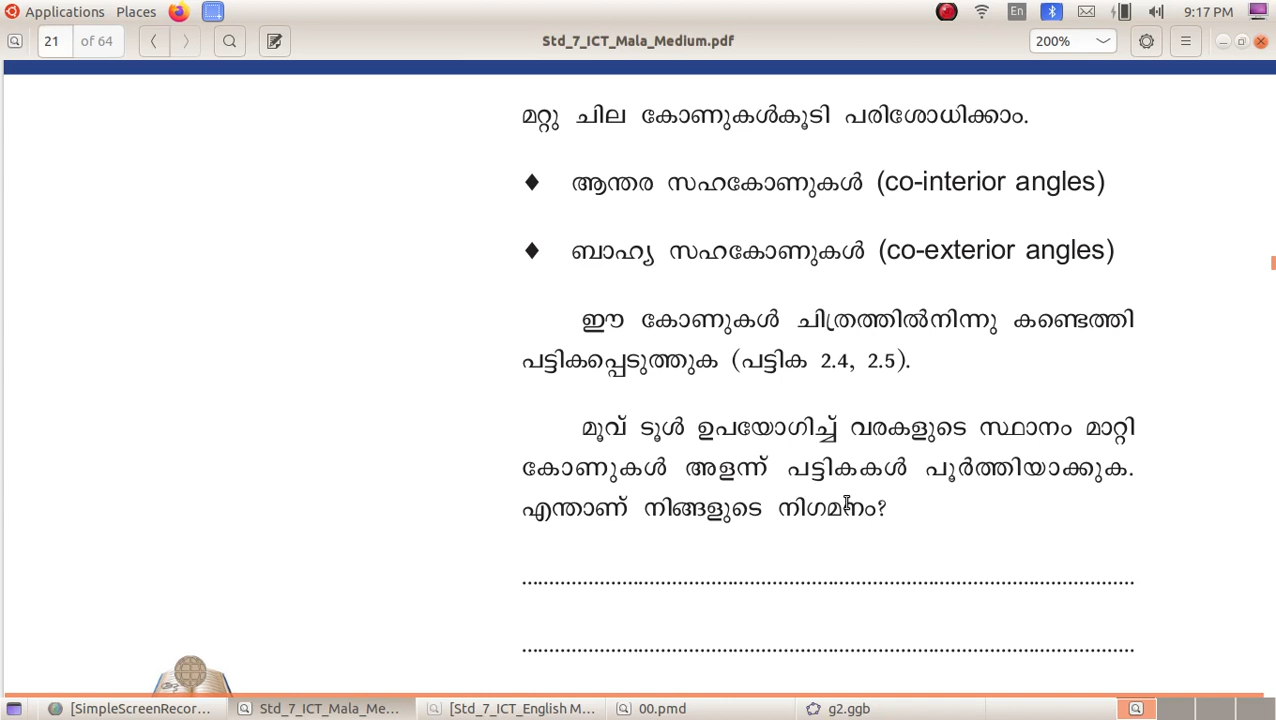 Applications Places En 9:17 PM
21 of 64 Std_7_ICT_Mala_Medium.pdf 200%
മറ്റു ചില കോണുകൾകൂടി പരിശോധിക്കാം.
♦ ആന്തര സഹകോണുകൾ (co-interior angles)
♦ ബാഹ്യ സഹകോണുകൾ (co-exterior angles)
ഈ കോണുകൾ ചിത്രത്തിൽനിന്നു കണ്ടെത്തി
പട്ടികപ്പെടുത്തുക (പട്ടിക 2.4, 2.5).
മൂവ് ടൂൾ ഉപയോഗിച്ച് വരകളുടെ സ്ഥാനം മാറ്റി
കോണുകൾ അളന്ന് പട്ടികകൾ പൂർത്തിയാക്കുക.
എന്താണ് നിങ്ങളുടെ നിഗമനം?
................................................................................................
................................................................................................
[SimpleScreenRecor... Std_7_ICT_Mala_Me... [Std_7_ICT_English M... 00.pmd g2.ggb